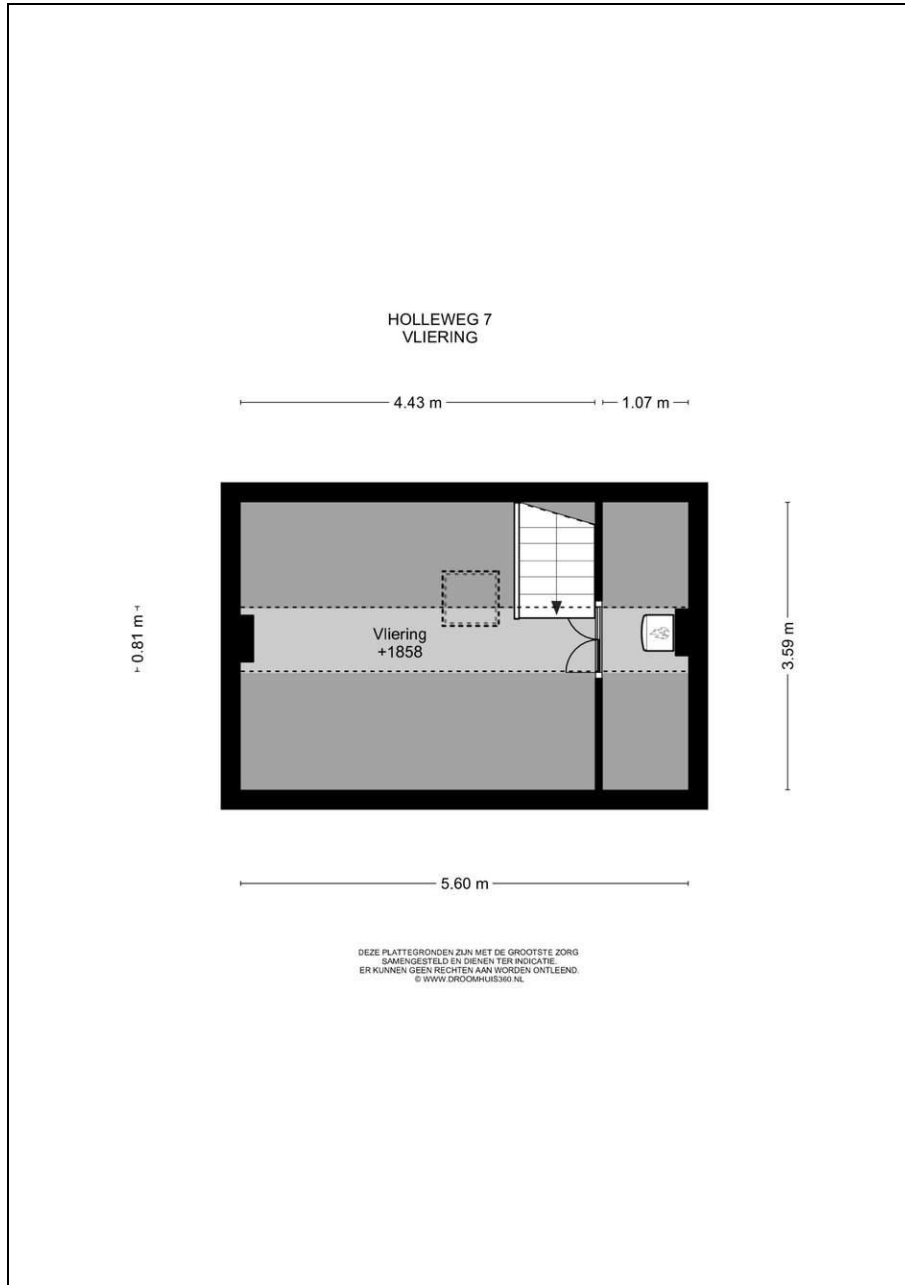 HOLLEWEG 7
VLIERING
4.43 m
1.07 m
0.81 m
Vliering
+1858
3.59 m
5.60 m
DEZE PLATTEGRONDEN ZIJN MET DE GROOTSTE ZORG
SAMENGESTELD EN DIENEN TER INDICATIE.
ER KUNNEN GEEN RECHTEN AAN WORDEN ONTLEEND.
© WWW.DROOMHUIS360.NL